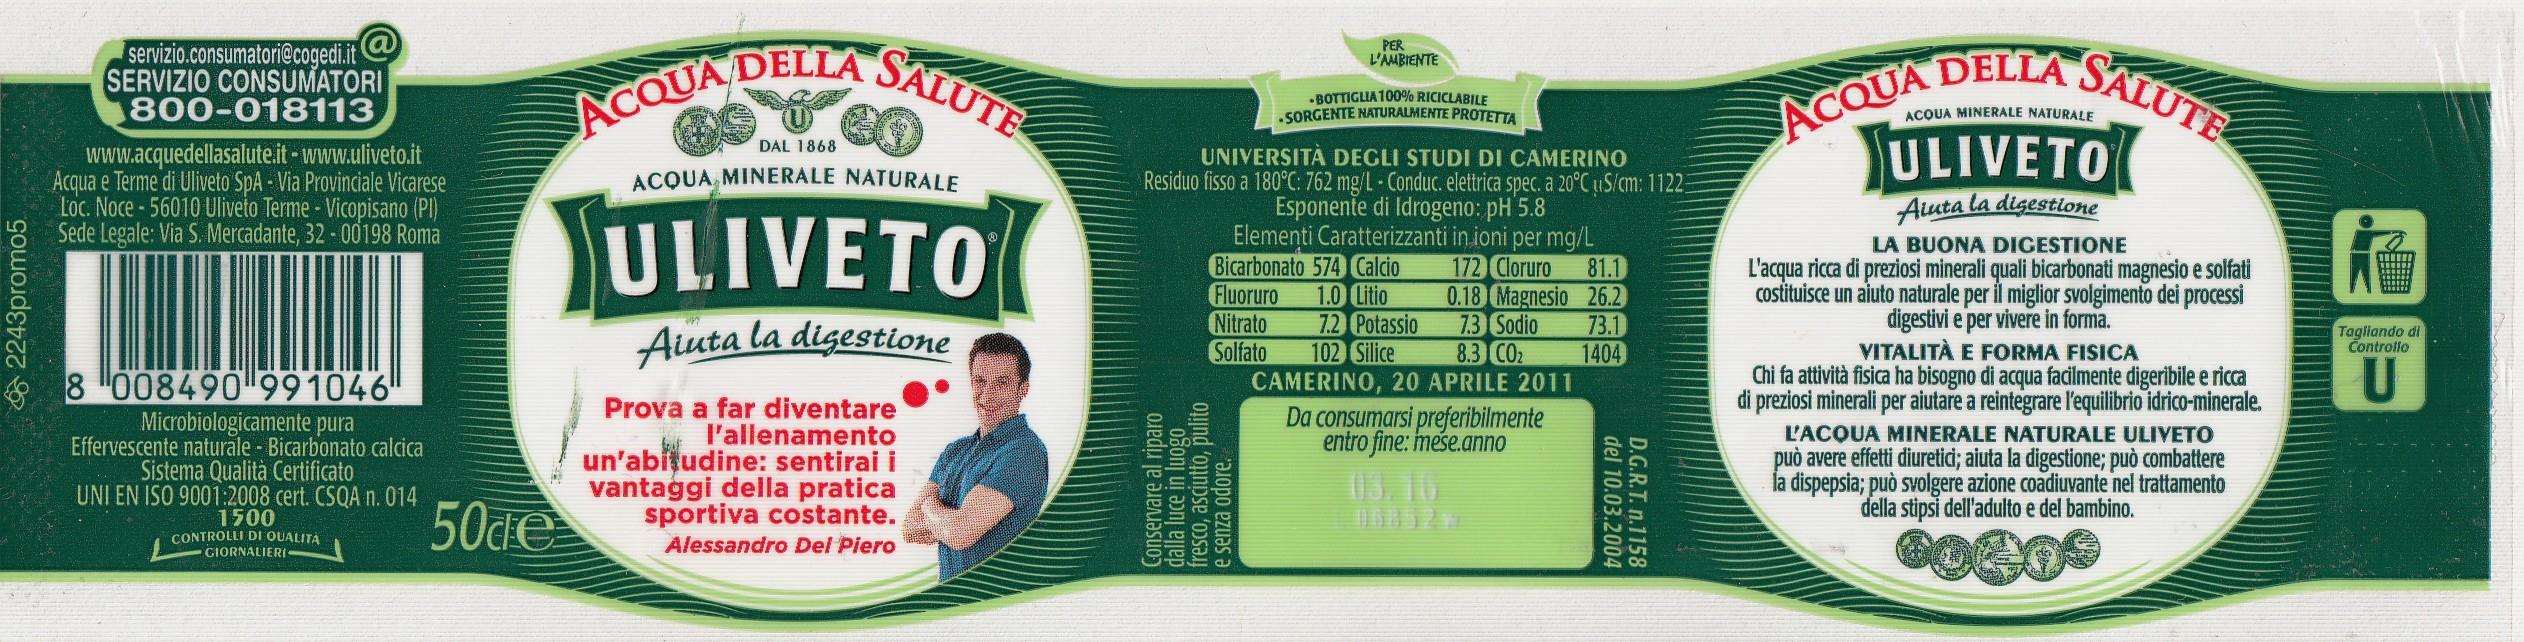 servizio.consumatori@cogedi.it @
SERVIZIO CONSUMATORI
800-018113
www.acquedellasalute.it - www.uliveto.it
Acqua e Terme di Uliveto SpA - Via Provinciale Vicarese
Loc. Noce - 56010 Uliveto Terme - Vicopisano (PI)
Sede Legale: Via S. Mercadante, 32 - 00198 Roma
2243promo5
8 008490 991046
Microbiologicamente pura
Effervescente naturale - Bicarbonato calcica
Sistema Qualità Certificato
UNI EN ISO 9001:2008 cert. CSQA n. 014
1500
CONTROLLI DI QUALITÀ
GIORNALIERI
50cl e
ACQUA DELLA SALUTE
U
DAL 1868
ACQUA MINERALE NATURALE
ULIVETO®
Aiuta la digestione
Prova a far diventare
l'allenamento
un'abitudine: sentirai i
vantaggi della pratica
sportiva costante.
Alessandro Del Piero
PER
L'AMBIENTE
•BOTTIGLIA 100% RICICLABILE
•SORGENTE NATURALMENTE PROTETTA
UNIVERSITÀ DEGLI STUDI DI CAMERINO
Residuo fisso a 180°C: 762 mg/L - Conduc. elettrica spec. a 20°C µS/cm: 1122
Esponente di Idrogeno: pH 5.8
Elementi Caratterizzanti in ioni per mg/L
Bicarbonato 574 Calcio 172 Cloruro 81.1
Fluoruro 1.0 Litio 0.18 Magnesio 26.2
Nitrato 7.2 Potassio 7.3 Sodio 73.1
Solfato 102 Silice 8.3 CO₂ 1404
CAMERINO, 20 APRILE 2011
Conservare al riparo
dalla luce in luogo
fresco, asciutto, pulito
e senza odore.
Da consumarsi preferibilmente
entro fine: mese.anno
03.16
L 06852w
D.G.R.T. n.1158
del 10.03.2004
ACQUA DELLA SALUTE
ACQUA MINERALE NATURALE
ULIVETO®
Aiuta la digestione
LA BUONA DIGESTIONE
L'acqua ricca di preziosi minerali quali bicarbonati magnesio e solfati
costituisce un aiuto naturale per il miglior svolgimento dei processi
digestivi e per vivere in forma.
VITALITÀ E FORMA FISICA
Chi fa attività fisica ha bisogno di acqua facilmente digeribile e ricca
di preziosi minerali per aiutare a reintegrare l'equilibrio idrico-minerale.
L'ACQUA MINERALE NATURALE ULIVETO
può avere effetti diuretici; aiuta la digestione; può combattere
la dispepsia; può svolgere azione coadiuvante nel trattamento
della stipsi dell'adulto e del bambino.
Tagliando di
Controllo
U